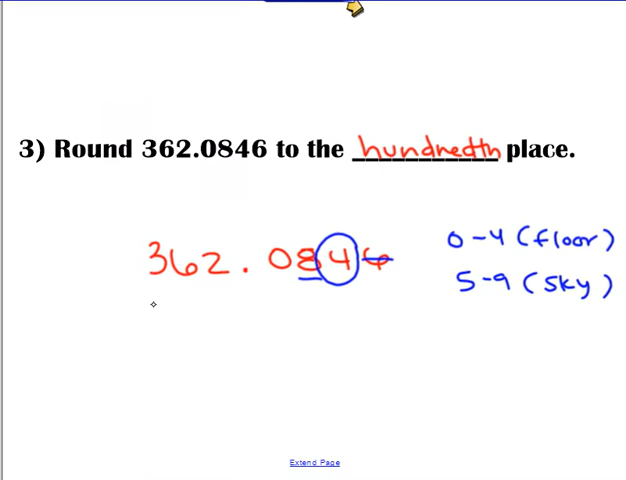 3) Round 362.0846 to the hundredth place.
362.0846
0-4 (floor)
5-9 (sky)
Extend Page